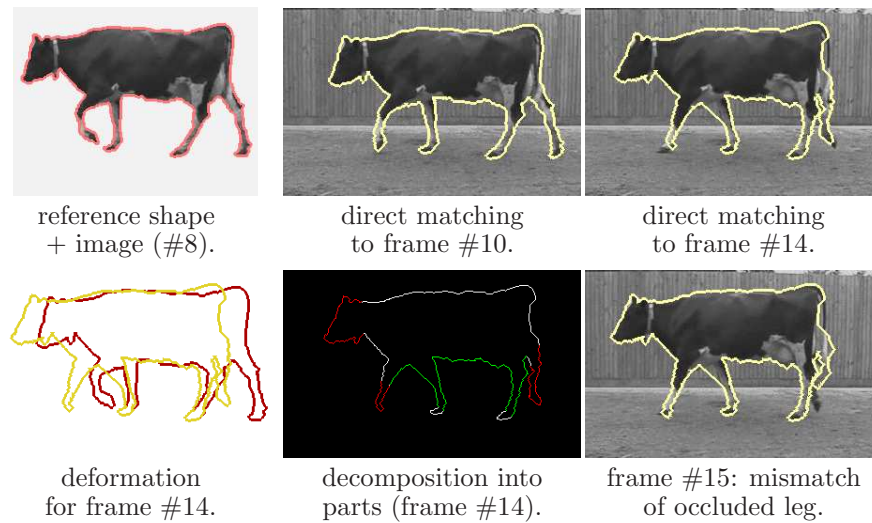 reference shape
+ image (#8).
direct matching
to frame #10.
direct matching
to frame #14.
deformation
for frame #14.
decomposition into
parts (frame #14).
frame #15: mismatch
of occluded leg.